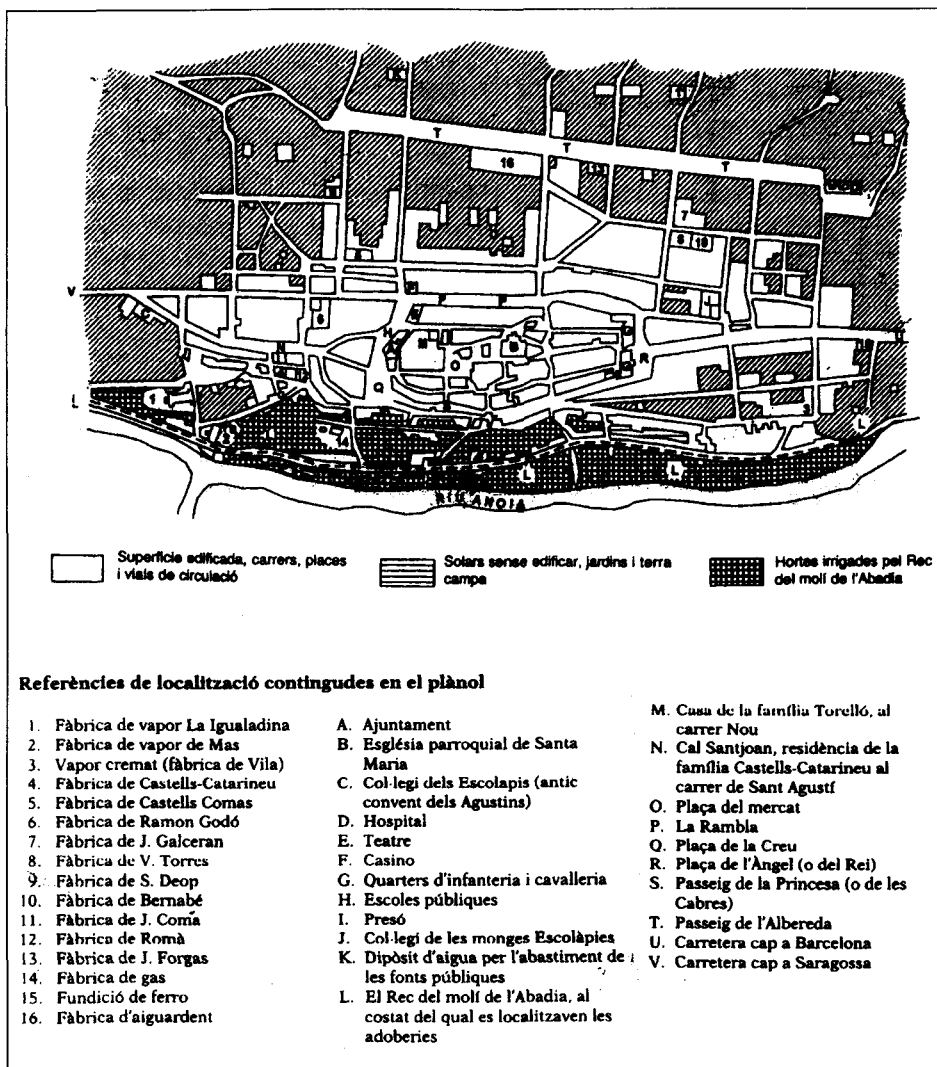 K
11
T
T
T
16
13
7
8
10
V
6
C
H
M
B
O
N
R
Q
S
L
1
3
L
14
L
L
RIU ANOIA
Superfície edificada, carrers, places
i vials de circulació
Solars sense edificar, jardins i terra
campa
Hortes irrigades pel Rec
del molí de l'Abadia
Referències de localització contingudes en el plànol
1. Fàbrica de vapor La Igualadina
2. Fàbrica de vapor de Mas
3. Vapor cremat (fàbrica de Vila)
4. Fàbrica de Castells-Catarineu
5. Fàbrica de Castells Comas
6. Fàbrica de Ramon Godó
7. Fàbrica de J. Galceran
8. Fàbrica de V. Torres
9. Fàbrica de S. Deop
10. Fàbrica de Bernabé
11. Fàbrica de J. Coma
12. Fàbrica de Romà
13. Fàbrica de J. Forgas
14. Fàbrica de gas
15. Fundició de ferro
16. Fàbrica d'aiguardent
A. Ajuntament
B. Església parroquial de Santa
Maria
C. Col·legi dels Escolapis (antic
convent dels Agustins)
D. Hospital
E. Teatre
F. Casino
G. Quarters d'infanteria i cavalleria
H. Escoles públiques
I. Presó
J. Col·legi de les monges Escolàpies
K. Dipòsit d'aigua per l'abastiment de
les fonts públiques
L. El Rec del molí de l'Abadia, al
costat del qual es localitzaven les
adoberies
M. Casa de la família Torelló, al
carrer Nou
N. Cal Santjoan, residència de la
família Castells-Catarineu al
carrer de Sant Agustí
O. Plaça del mercat
P. La Rambla
Q. Plaça de la Creu
R. Plaça de l'Àngel (o del Rei)
S. Passeig de la Princesa (o de les
Cabres)
T. Passeig de l'Albereda
U. Carretera cap a Barcelona
V. Carretera cap a Saragossa